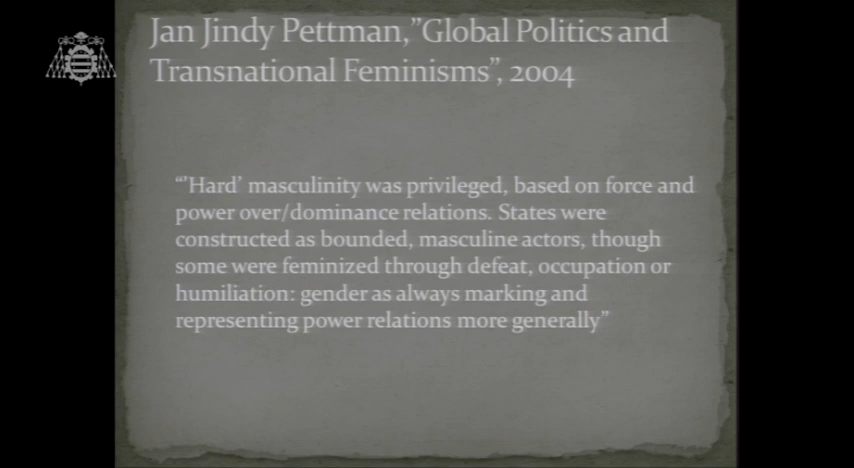 Jan Jindy Pettman,”Global Politics and
Transnational Feminisms”, 2004
“’Hard’ masculinity was privileged, based on force and
power over/dominance relations. States were
constructed as bounded, masculine actors, though
some were feminized through defeat, occupation or
humiliation: gender as always marking and
representing power relations more generally”